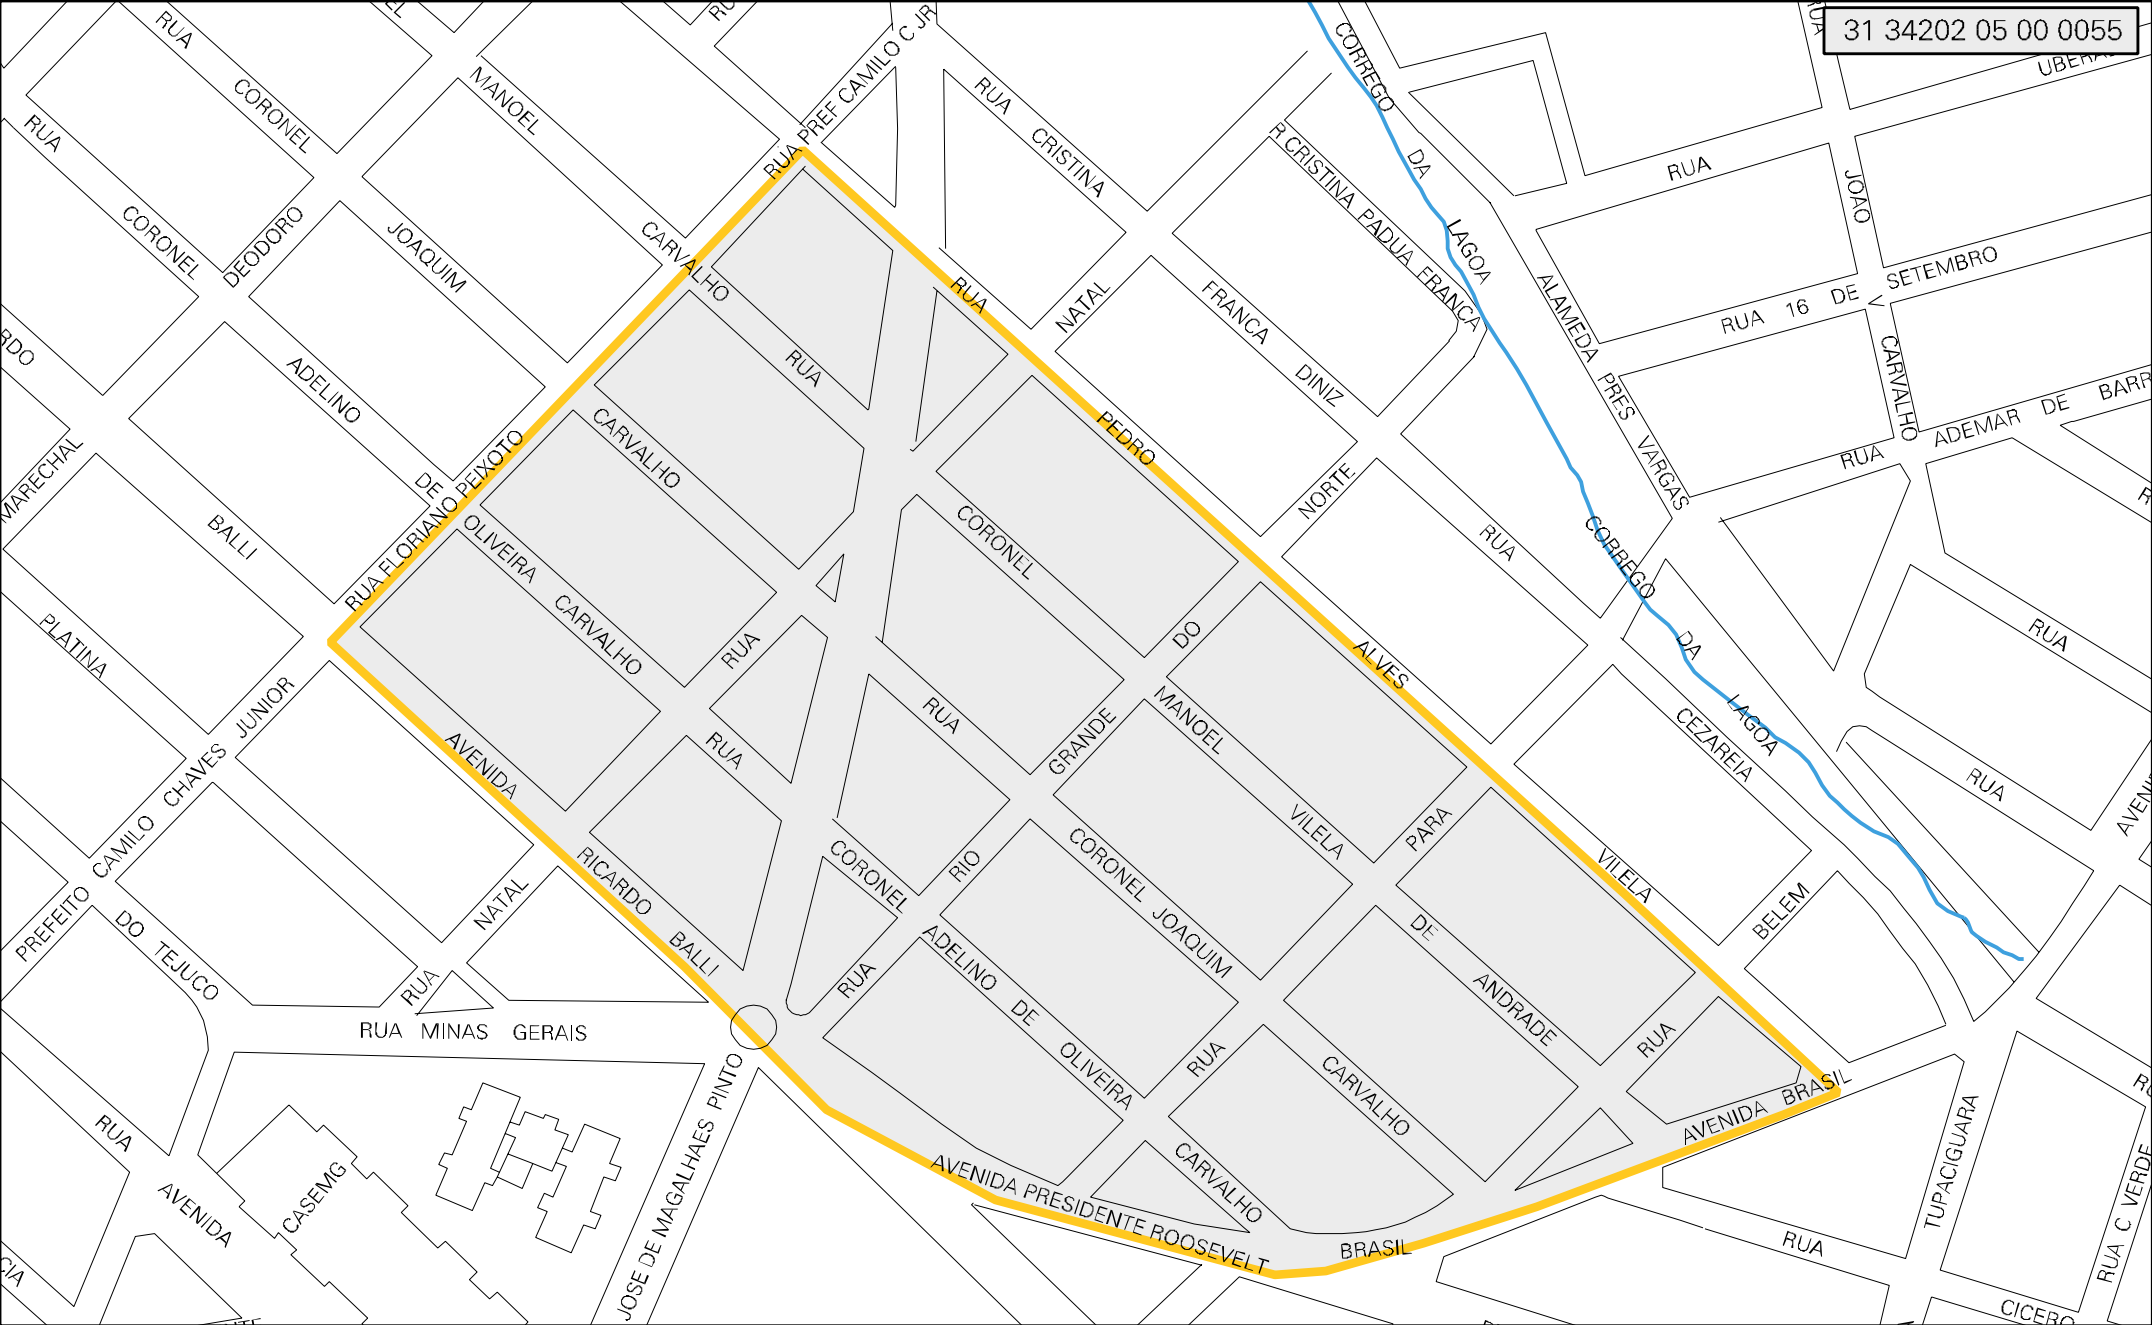 31 34202 05 00 0055
RUA CORONEL
MANOEL
RUA PREF CAMILO C JR
RUA CRISTINA
CORREGO DA LAGOA
RUA
JOAO
V
CARVALHO
RUA CORONEL
DEODORO
JOAQUIM
CARVALHO
RUA
R CRISTINA PADUA FRANCA
RUA 16 DE SETEMBRO
ALAMEDA PRES VARGAS
NATAL
FRANCA DINIZ
RUA ADEMAR DE
ADELINO
DE
RUA
CARVALHO
PEDRO
NORTE
RUA
MARECHAL
BALLI
RUA FLORIANO PEIXOTO
OLIVEIRA CARVALHO
CORONEL
CORREGO DA LAGOA
PLATINA
RUA
DO
ALVES
RUA
PREFEITO CAMILO CHAVES JUNIOR
AVENIDA
RUA
RUA
GRANDE
MANOEL VILELA
PARA
CEZAREIA
RUA
RICARDO
BALLI
CORONEL
RIO
CORONEL JOAQUIM
DE ANDRADE
VILELA
BELEM
DO TEJUCO
NATAL
RUA
RUA MINAS GERAIS
RUA
ADELINO DE OLIVEIRA
RUA
CARVALHO
RUA
AVENIDA BRASIL
RUA
AVENIDA
CASEMG
JOSE DE MAGALHAES PINTO
AVENIDA PRESIDENTE ROOSEVELT
CARVALHO
BRASIL
TUPACIGUARA
RUA C VERDE
RUA
CICERO